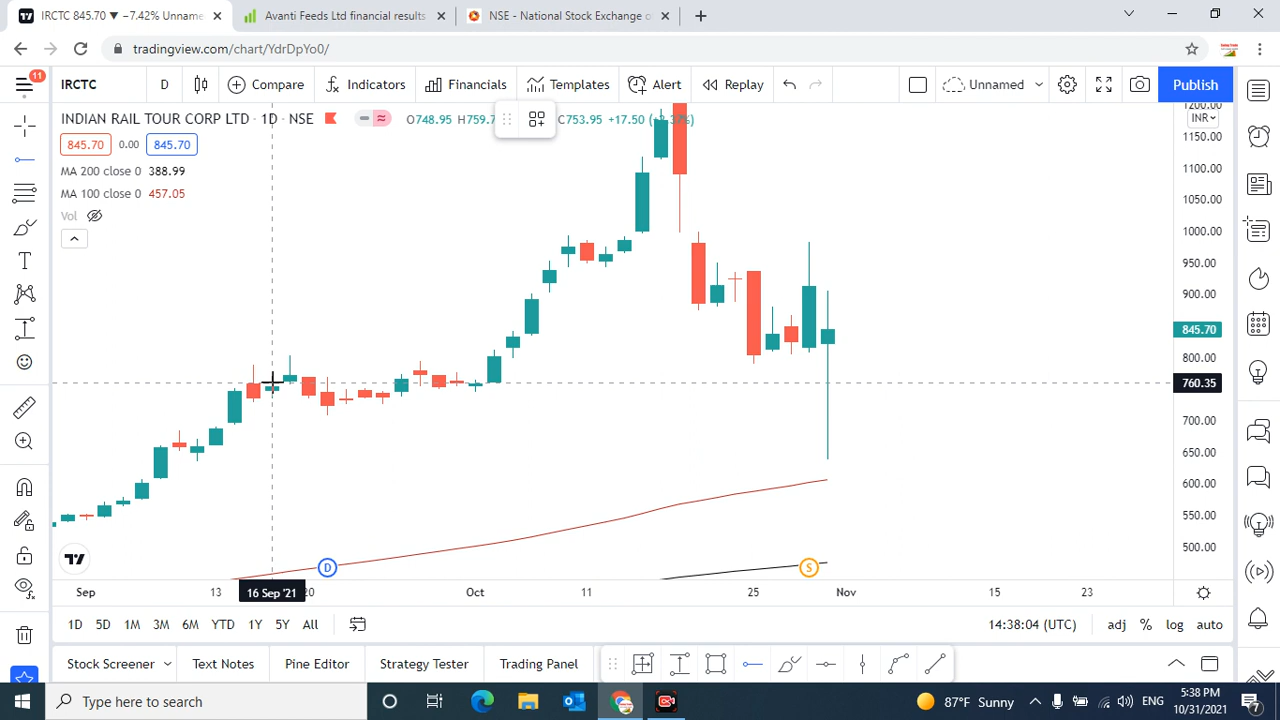 IRCTC 845.70 ▼ −7.42% Unname
Avanti Feeds Ltd financial results
NSE - National Stock Exchange o
tradingview.com/chart/YdrDpYo0/
11
IRCTC
D
Compare
Indicators
Financials
Templates
Alert
Replay
Unnamed
Publish
INDIAN RAIL TOUR CORP LTD · 1D · NSE
O748.95 H759.7 C753.95 +17.50
845.70 0.00 845.70
MA 200 close 0 388.99
MA 100 close 0 457.05
Vol
1200.00
INR
1150.00
1100.00
1050.00
1000.00
950.00
900.00
845.70
800.00
760.35
700.00
650.00
600.00
550.00
500.00
D
S
Sep 13 16 Sep '21 20 Oct 11 25 Nov 15 23
1D 5D 1M 3M 6M YTD 1Y 5Y All
14:38:04 (UTC) adj % log auto
Stock Screener Text Notes Pine Editor Strategy Tester Trading Panel
Type here to search
87°F Sunny
ENG
5:38 PM
10/31/2021
7